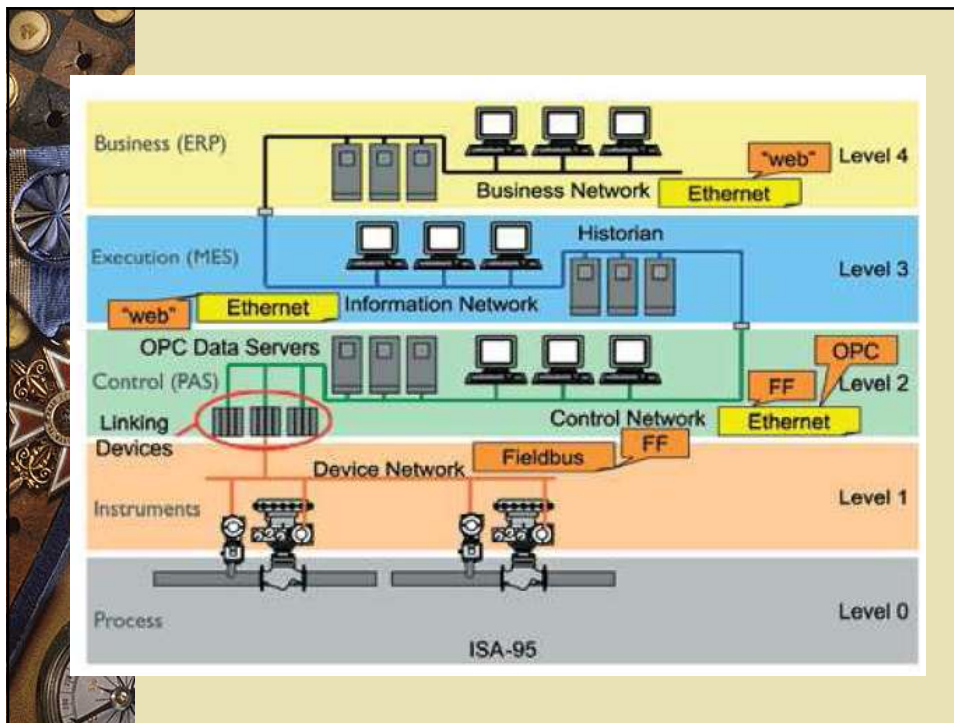 Business (ERP)
"web"
Level 4
Business Network
Ethernet
Historian
Execution (MES)
Level 3
Ethernet
Information Network
"web"
OPC Data Servers
OPC
Control (PAS)
FF
Level 2
Linking
Devices
Control Network
Ethernet
Device Network
Fieldbus
FF
Instruments
Level 1
Process
Level 0
ISA-95